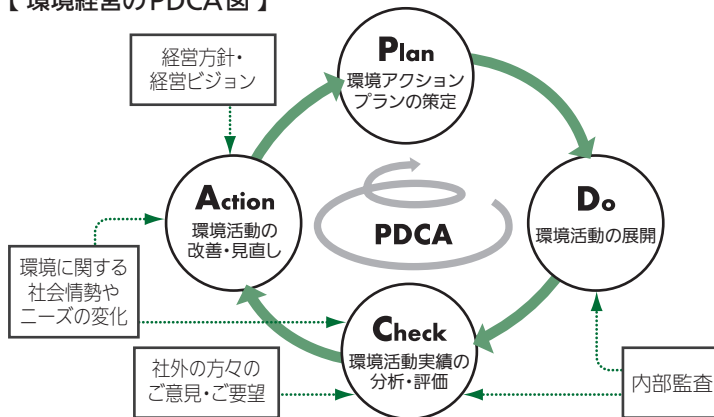 【 環境経営のPDCA図 】
経営方針・
経営ビジョン
Plan
環境アクション
プランの策定
Action
環境活動の
改善・見直し
PDCA
Do
環境活動の展開
環境に関する
社会情勢や
ニーズの変化
Check
環境活動実績の
分析・評価
社外の方々の
ご意見・ご要望
内部監査